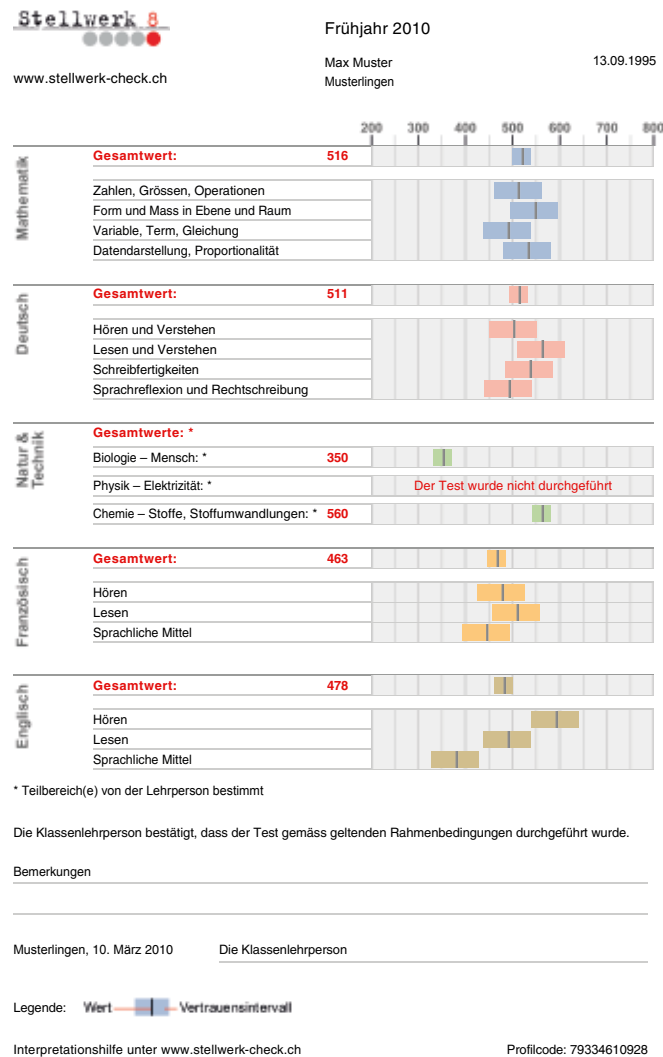 Stellwerk 8
Frühjahr 2010
www.stellwerk-check.ch
Max Muster
13.09.1995
Musterlingen
200 300 400 500 600 700 800
Mathematik
Gesamtwert: 516
Zahlen, Grössen, Operationen
Form und Mass in Ebene und Raum
Variable, Term, Gleichung
Datendarstellung, Proportionalität
Deutsch
Gesamtwert: 511
Hören und Verstehen
Lesen und Verstehen
Schreibfertigkeiten
Sprachreflexion und Rechtschreibung
Natur &
Technik
Gesamtwerte: *
Biologie – Mensch: * 350
Physik – Elektrizität: * Der Test wurde nicht durchgeführt
Chemie – Stoffe, Stoffumwandlungen: * 560
Französisch
Gesamtwert: 463
Hören
Lesen
Sprachliche Mittel
Englisch
Gesamtwert: 478
Hören
Lesen
Sprachliche Mittel
* Teilbereich(e) von der Lehrperson bestimmt
Die Klassenlehrperson bestätigt, dass der Test gemäss geltenden Rahmenbedingungen durchgeführt wurde.
Bemerkungen
Musterlingen, 10. März 2010 Die Klassenlehrperson
Legende: Wert Vertrauensintervall
Interpretationshilfe unter www.stellwerk-check.ch Profilcode: 79334610928